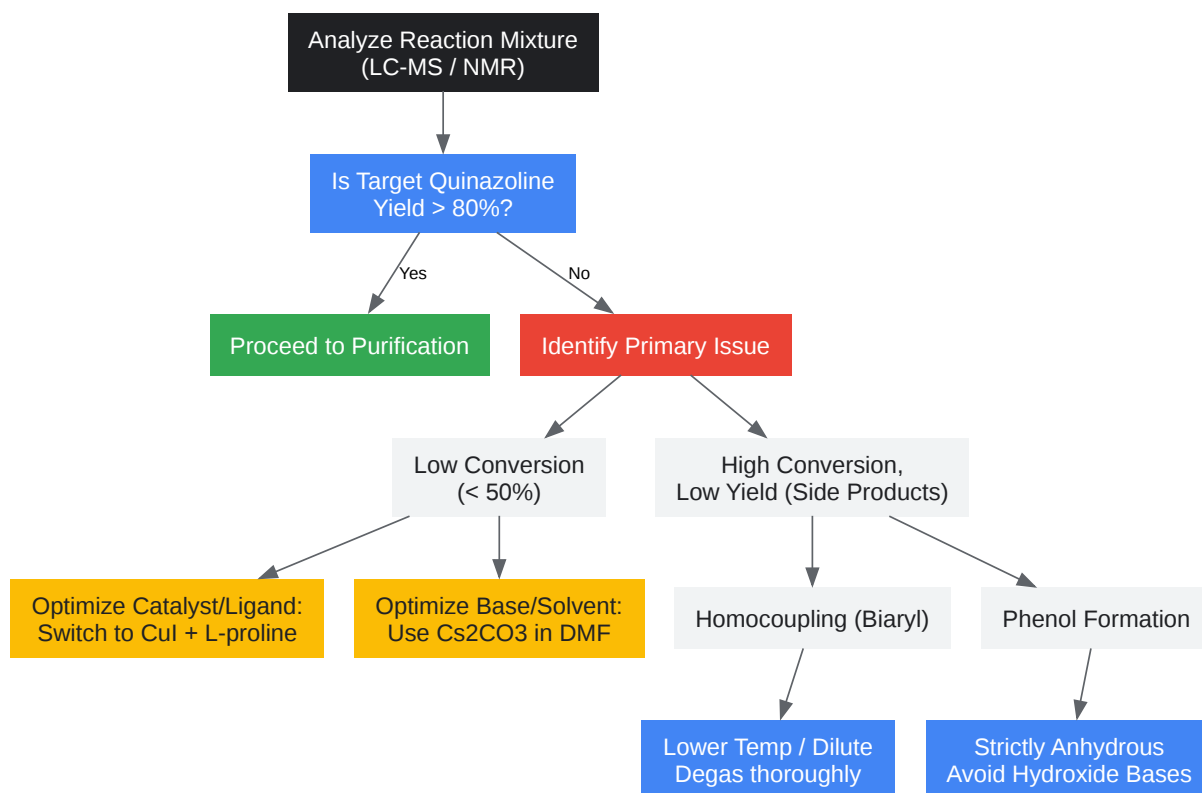 Analyze Reaction Mixture
(LC-MS / NMR)
Is Target Quinazoline
Yield > 80%?
Yes
No
Proceed to Purification
Identify Primary Issue
Low Conversion
(< 50%)
High Conversion,
Low Yield (Side Products)
Optimize Catalyst/Ligand:
Switch to CuI + L-proline
Optimize Base/Solvent:
Use Cs2CO3 in DMF
Homocoupling (Biaryl)
Phenol Formation
Lower Temp / Dilute
Degas thoroughly
Strictly Anhydrous
Avoid Hydroxide Bases